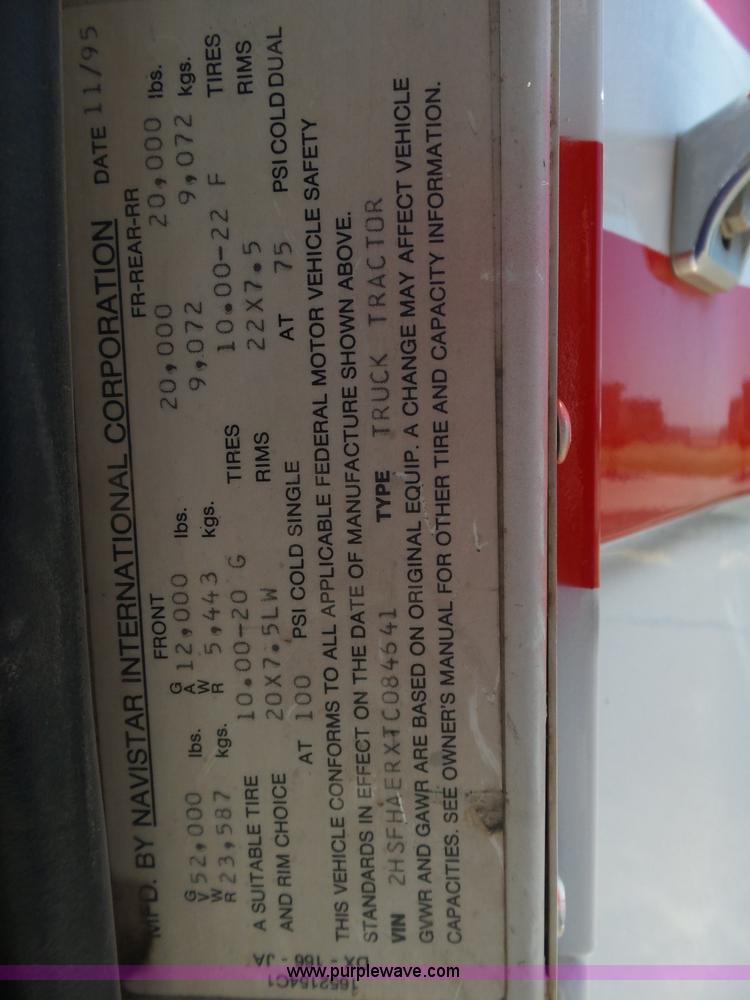 MFD. BY NAVISTAR INTERNATIONAL CORPORATION DATE 11/95
FRONT FR-REAR-RR
GVWR 52,000 lbs. GAWR 12,000 lbs. 20,000 20,000 lbs.
23,587 kgs. 5,443 kgs. 9,072 9,072 kgs.
A SUITABLE TIRE 10.00-20 G TIRES 10.00-22 F TIRES
AND RIM CHOICE 20X7.5LW RIMS 22X7.5 RIMS
AT 100 PSI COLD SINGLE AT 75 PSI COLD DUAL
THIS VEHICLE CONFORMS TO ALL APPLICABLE FEDERAL MOTOR VEHICLE SAFETY
STANDARDS IN EFFECT ON THE DATE OF MANUFACTURE SHOWN ABOVE.
VIN 2HSFHAERXTC084641 TYPE TRUCK TRACTOR
GVWR AND GAWR ARE BASED ON ORIGINAL EQUIP. A CHANGE MAY AFFECT VEHICLE
CAPACITIES. SEE OWNER'S MANUAL FOR OTHER TIRE AND CAPACITY INFORMATION.
1652154C1
www.purplewave.com